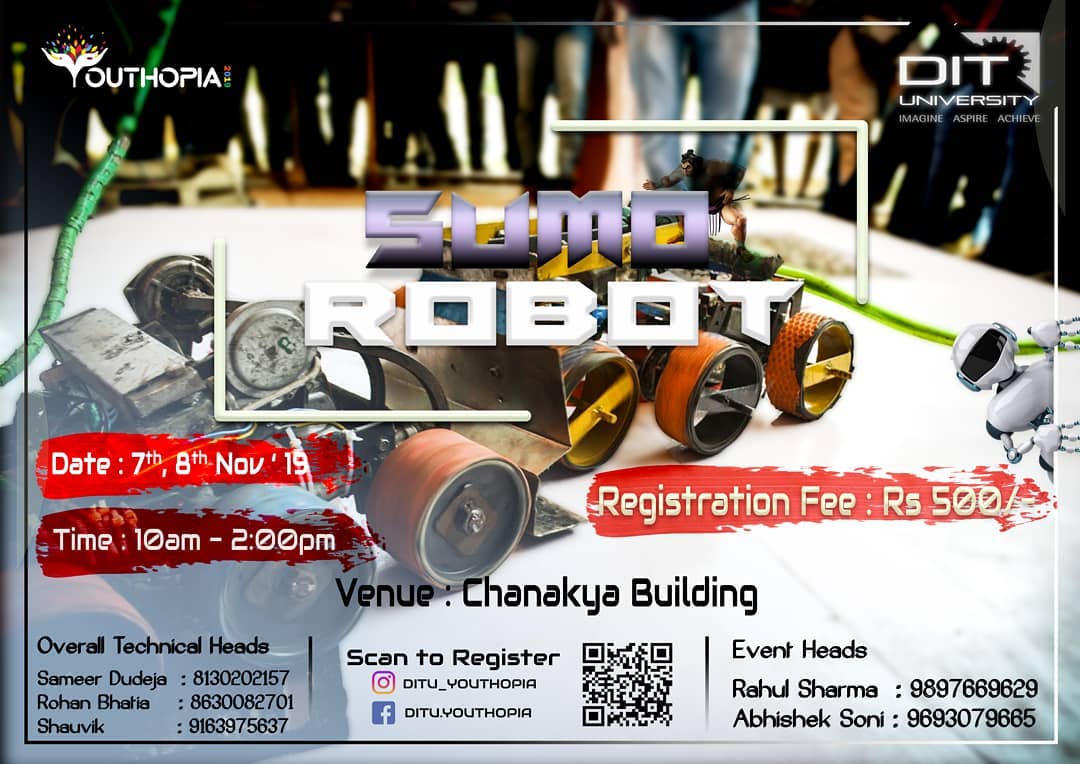 YOUTHOPIA 2019
DIT
UNIVERSITY
IMAGINE ASPIRE ACHIEVE
SUMO
ROBOT
Date : 7th, 8th Nov ' 19
Time : 10am - 2:00pm
Registration Fee : Rs 500/-
Venue : Chanakya Building
Overall Technical Heads
Sameer Dudeja : 8130202157
Rohan Bhatia : 8630082701
Shauvik : 9163975637
Scan to Register
DITU_YOUTHOPIA
DITU.YOUTHOPIA
Event Heads
Rahul Sharma : 9897669629
Abhishek Soni : 9693079665